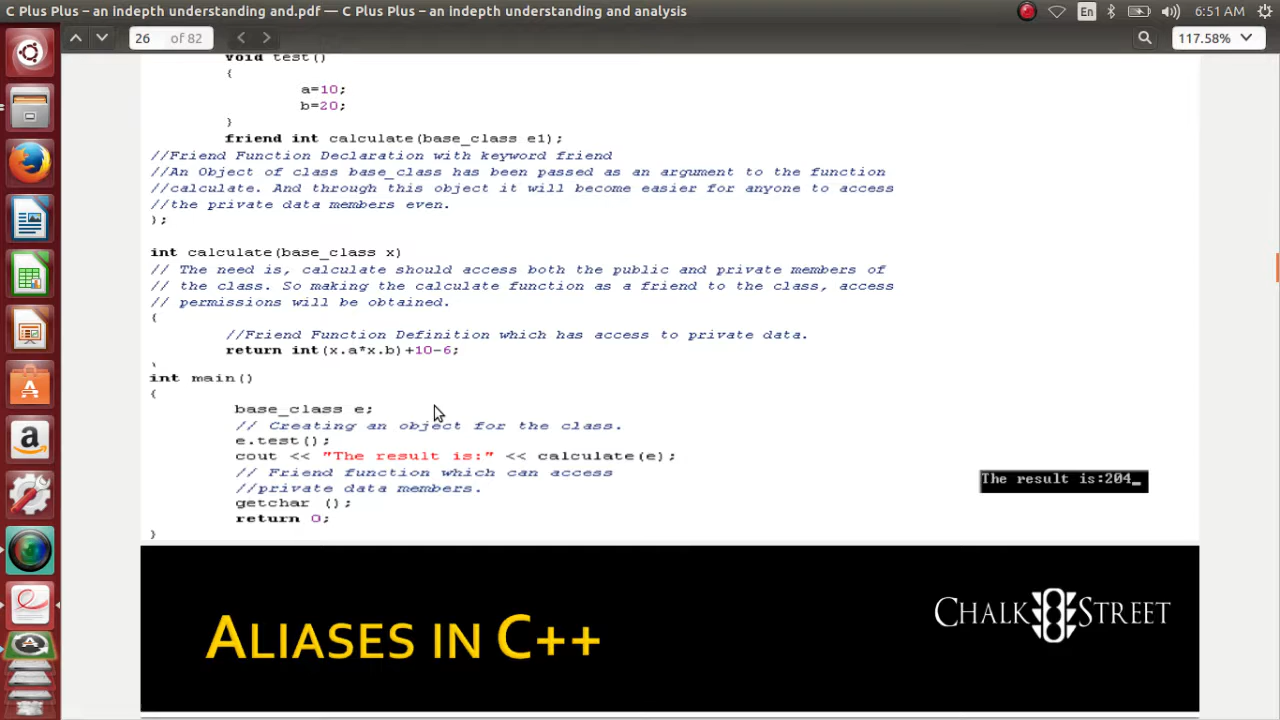 C Plus Plus – an indepth understanding and.pdf — C Plus Plus – an indepth understanding and analysis
En
6:51 AM
26 of 82
117.58%
void test()
{
a=10;
b=20;
}
friend int calculate(base_class e1);
//Friend Function Declaration with keyword friend
//An Object of class base_class has been passed as an argument to the function
//calculate. And through this object it will become easier for anyone to access
//the private data members even.
};
int calculate(base_class x)
// The need is, calculate should access both the public and private members of
// the class. So making the calculate function as a friend to the class, access
// permissions will be obtained.
{
//Friend Function Definition which has access to private data.
return int(x.a*x.b)+10-6;
int main()
{
base_class e;
// Creating an object for the class.
e.test();
cout << "The result is:" << calculate(e);
// Friend function which can access
//private data members.
getchar ();
return 0;
}
The result is:204_
ALIASES IN C++
CHALK STREET